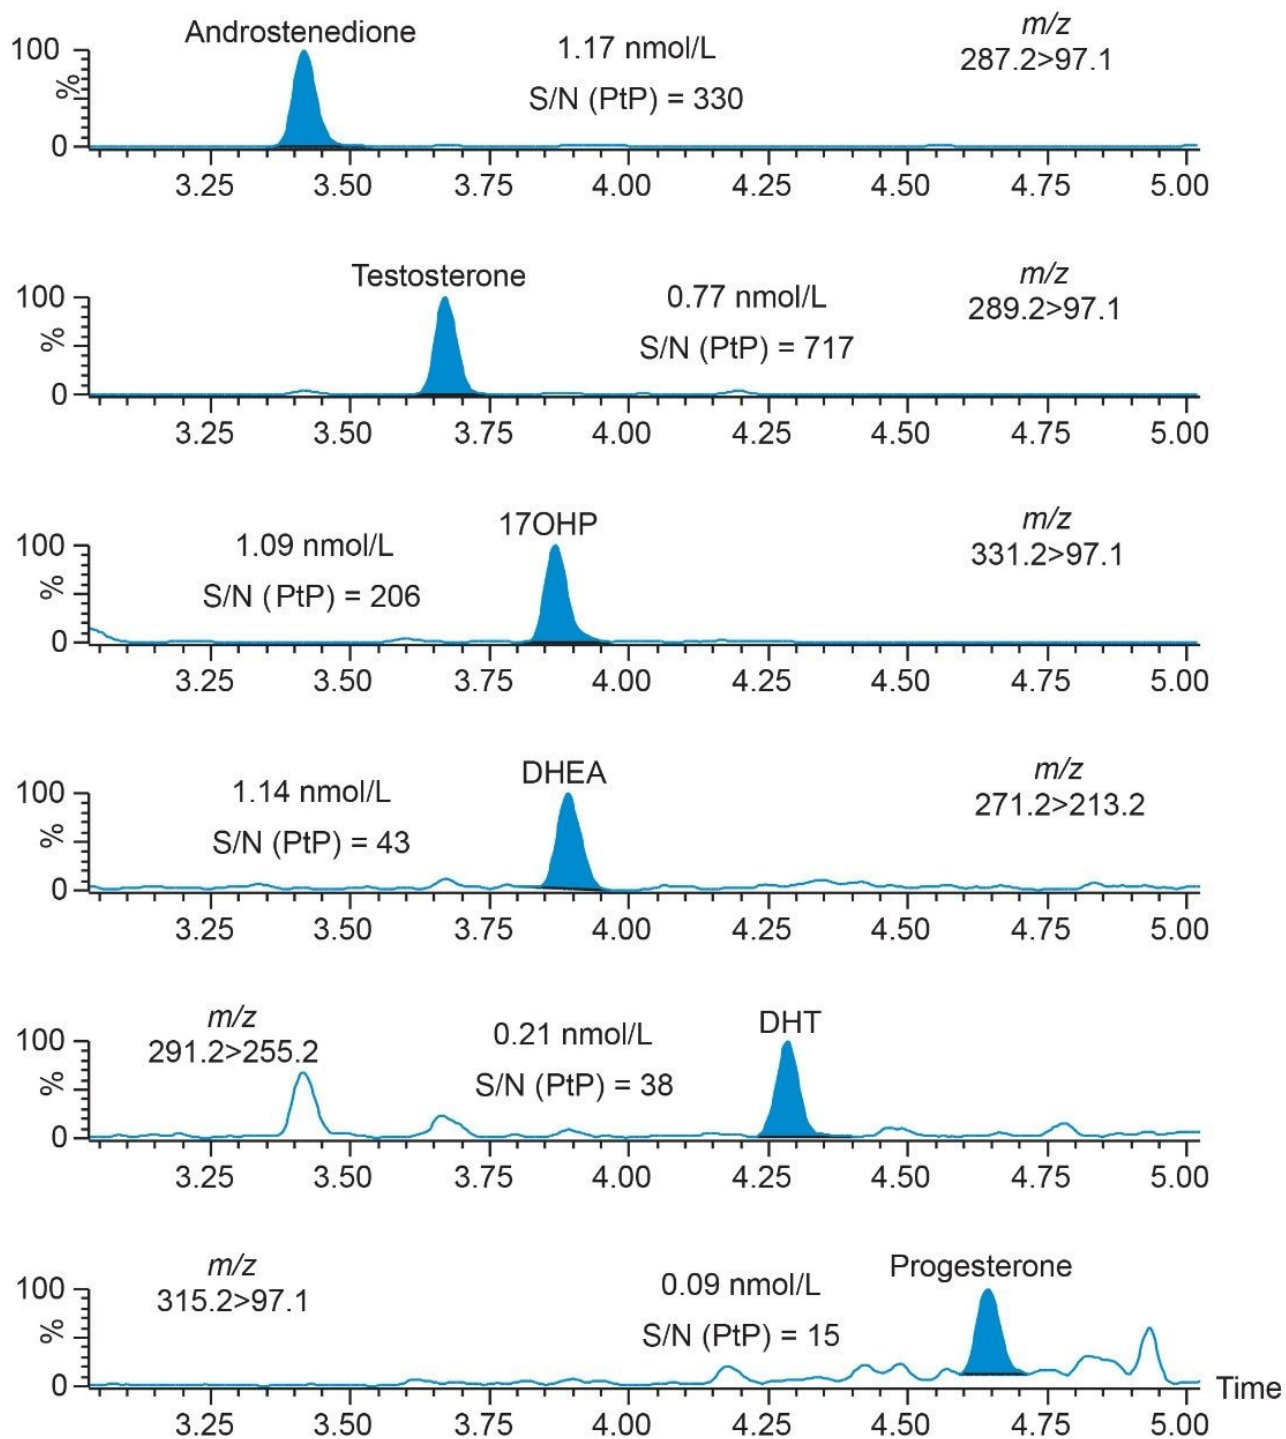 Androstenedione
1.17 nmol/L
S/N (PtP) = 330
m/z
287.2>97.1
100
%
0
3.25 3.50 3.75 4.00 4.25 4.50 4.75 5.00
Testosterone
0.77 nmol/L
S/N (PtP) = 717
m/z
289.2>97.1
100
%
0
3.25 3.50 3.75 4.00 4.25 4.50 4.75 5.00
1.09 nmol/L
S/N (PtP) = 206
17OHP
m/z
331.2>97.1
100
%
0
3.25 3.50 3.75 4.00 4.25 4.50 4.75 5.00
1.14 nmol/L
S/N (PtP) = 43
DHEA
m/z
271.2>213.2
100
%
0
3.25 3.50 3.75 4.00 4.25 4.50 4.75 5.00
m/z
291.2>255.2
0.21 nmol/L
S/N (PtP) = 38
DHT
100
%
0
3.25 3.50 3.75 4.00 4.25 4.50 4.75 5.00
m/z
315.2>97.1
0.09 nmol/L
S/N (PtP) = 15
Progesterone
100
%
0
Time
3.25 3.50 3.75 4.00 4.25 4.50 4.75 5.00